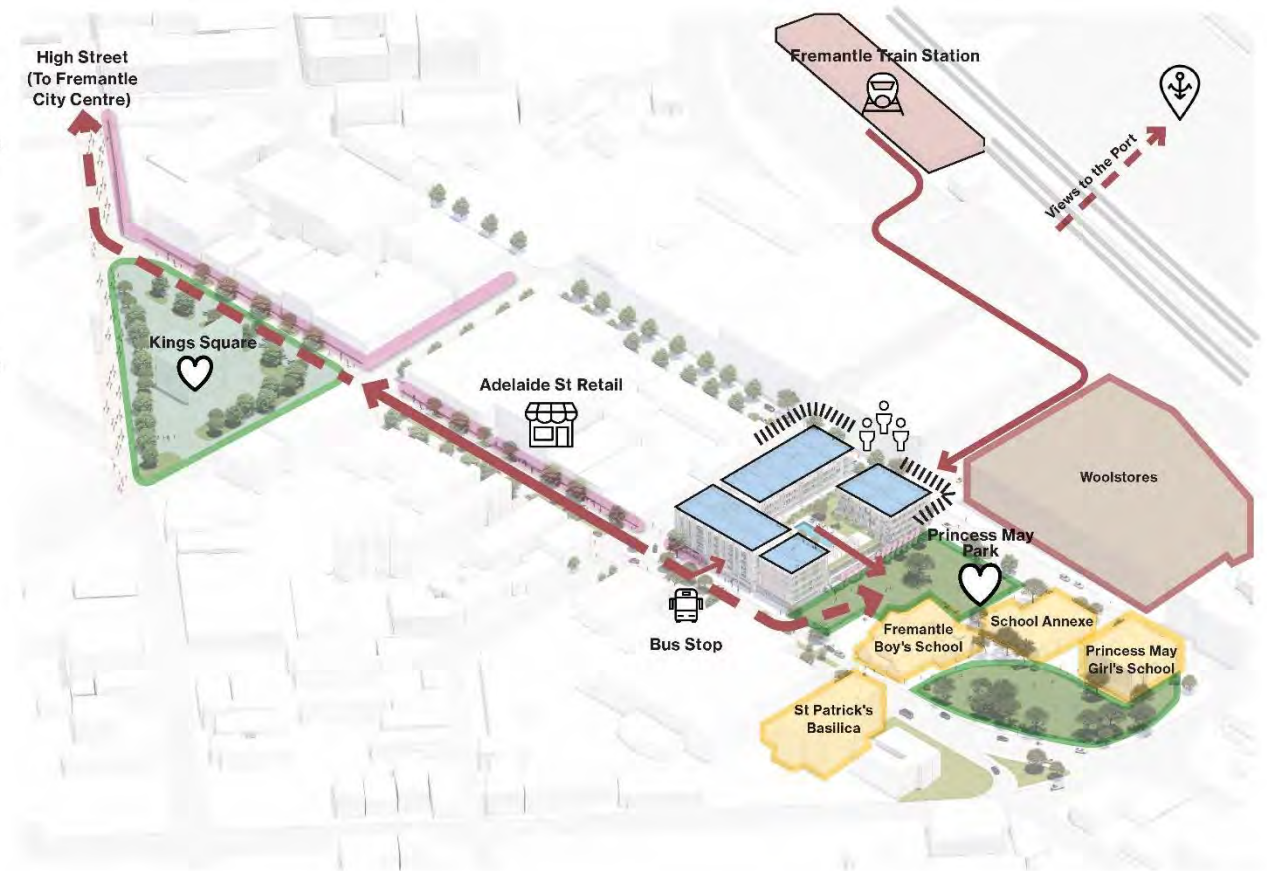 High Street
(To Fremantle
City Centre)
Fremantle Train Station
Views to the Port
Kings Square
Adelaide St Retail
Woolstores
Princess May
Park
Bus Stop
Fremantle
Boy's School
School Annexe
Princess May
Girl's School
St Patrick's
Basilica